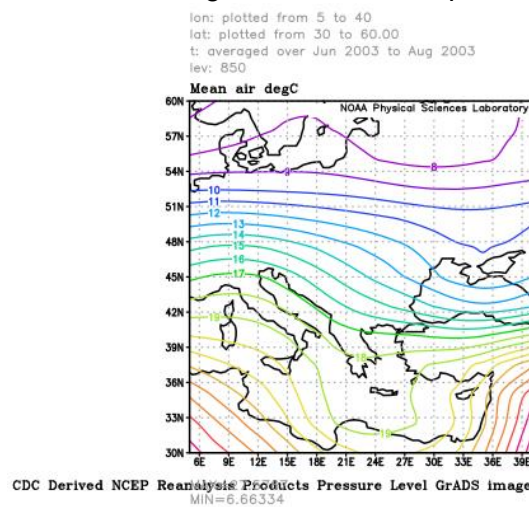 lon: plotted from 5 to 40
lat: plotted from 30 to 60.00
t: averaged over Jun 2003 to Aug 2003
lev: 850
Mean air degC
NOAA Physical Sciences Laboratory
60N
57N
54N
51N
48N
45N
42N
39N
36N
33N
30N
8
10
11
12
13
14
15
16
17
19
18
19
6E 9E 12E 15E 18E 21E 24E 27E 30E 33E 36E 39E
CDC Derived NCEP Reanalysis Products Pressure Level GrADS image
MIN=6.66334